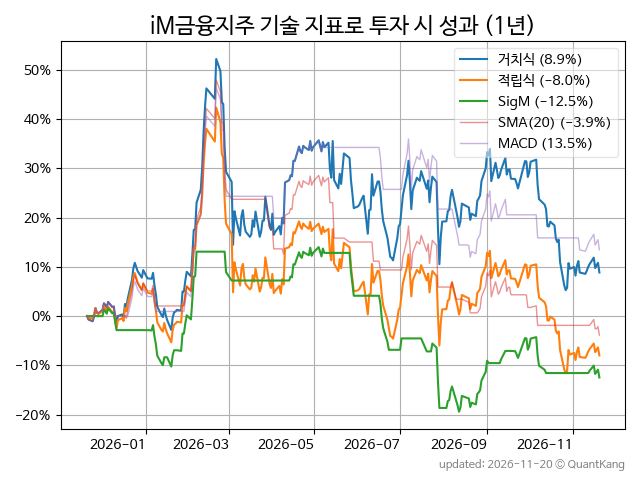 iM금융지주 기술 지표로 투자 시 성과 (1년)
거치식 (8.9%)
적립식 (−8.0%)
SigM (−12.5%)
SMA(20) (−3.9%)
MACD (13.5%)
50%
40%
30%
20%
10%
0%
−10%
−20%
2026-01
2026-03
2026-05
2026-07
2026-09
2026-11
updated: 2026-11-20 © QuantKang